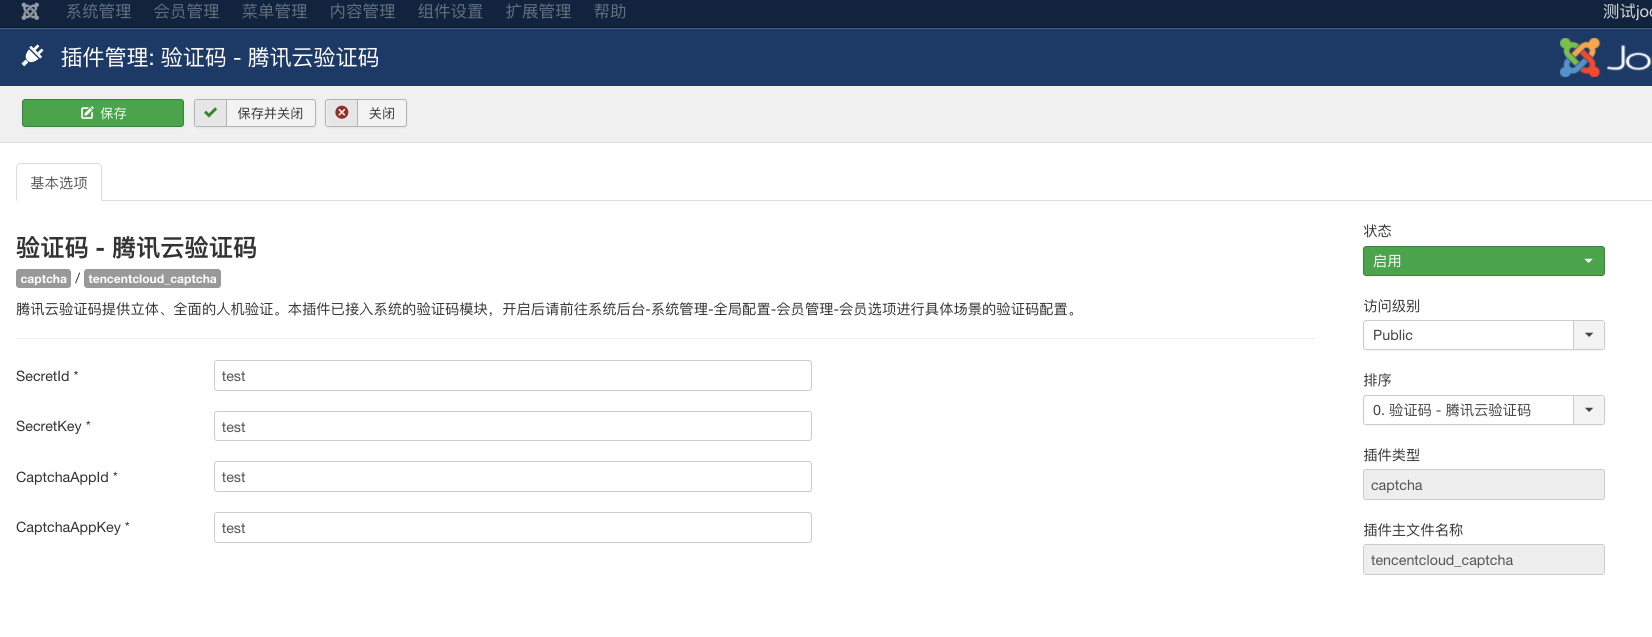 系统管理 会员管理 菜单管理 内容管理 组件设置 扩展管理 帮助 测试joo
插件管理: 验证码 - 腾讯云验证码 Jo
保存 保存并关闭 关闭
基本选项
验证码 - 腾讯云验证码
captcha / tencentcloud_captcha
腾讯云验证码提供立体、全面的人机验证。本插件已接入系统的验证码模块，开启后请前往系统后台-系统管理-全局配置-会员管理-会员选项进行具体场景的验证码配置。
SecretId * test
SecretKey * test
CaptchaAppId * test
CaptchaAppKey * test
状态
启用
访问级别
Public
排序
0. 验证码 - 腾讯云验证码
插件类型
captcha
插件主文件名称
tencentcloud_captcha